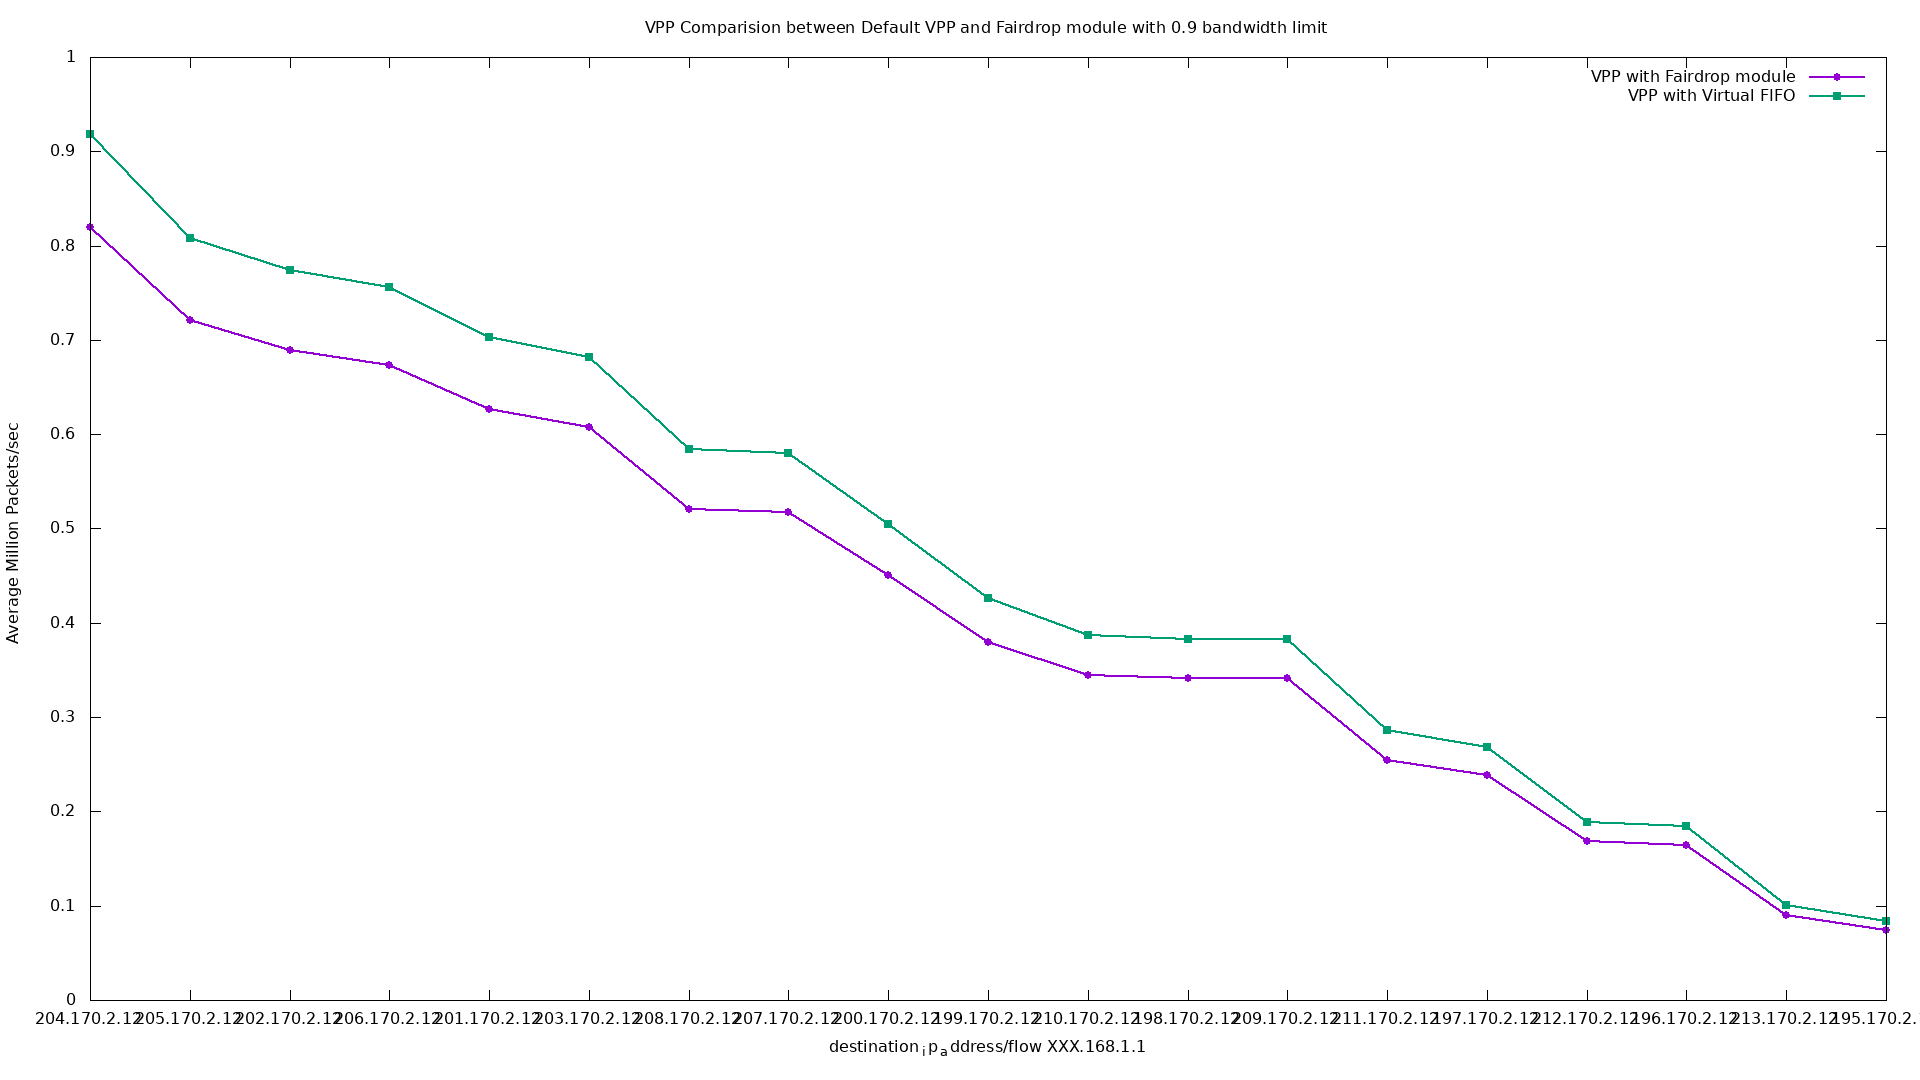 VPP Comparision between Default VPP and Fairdrop module with 0.9 bandwidth limit
1
VPP with Fairdrop module
VPP with Virtual FIFO
0.9
0.8
0.7
0.6
0.5
0.4
0.3
0.2
0.1
0
Average Million Packets/sec
204.170.2.12 205.170.2.12 202.170.2.12 206.170.2.12 201.170.2.12 203.170.2.12 208.170.2.12 207.170.2.12 200.170.2.12 199.170.2.12 210.170.2.12 198.170.2.12 209.170.2.12 211.170.2.12 197.170.2.12 212.170.2.12 196.170.2.12 213.170.2.12 195.170.2.
destination ip address/flow XXX.168.1.1